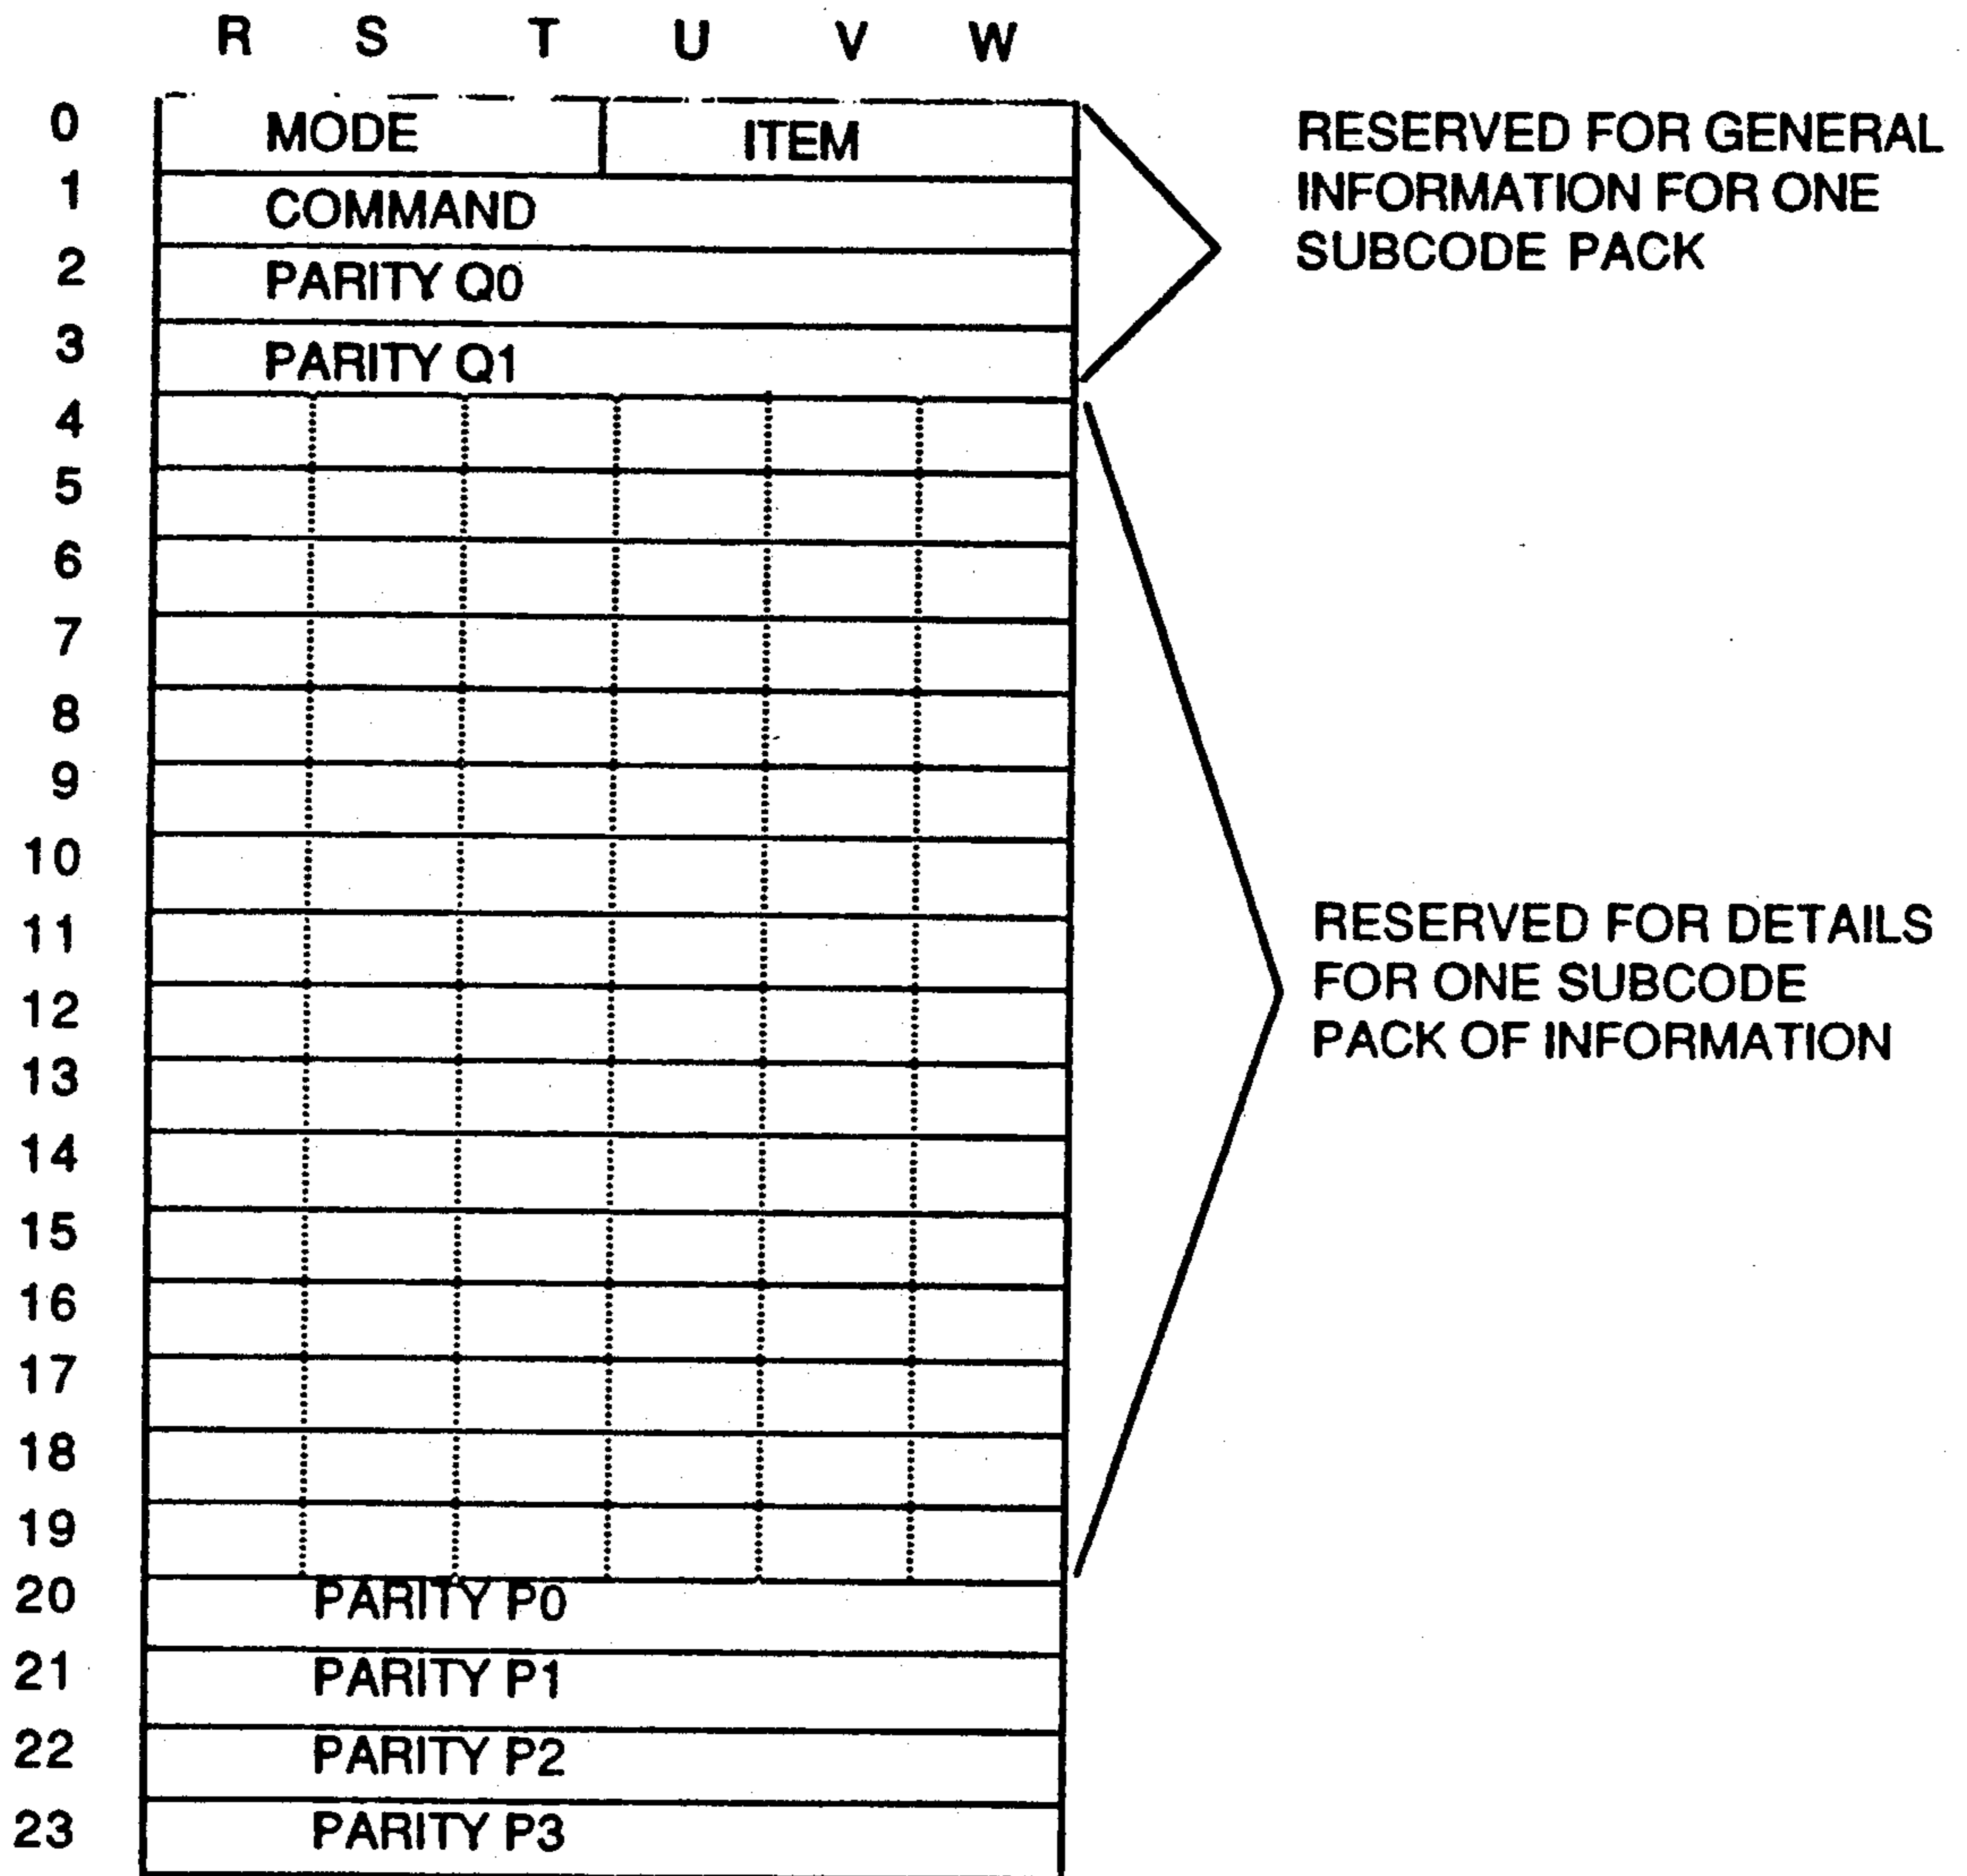 R S T U V W
0 MODE ITEM
1 COMMAND
2 PARITY Q0
3 PARITY Q1
RESERVED FOR GENERAL
INFORMATION FOR ONE
SUBCODE PACK
4
5
6
7
8
9
10
11
12
13
14
15
16
17
18
19
RESERVED FOR DETAILS
FOR ONE SUBCODE
PACK OF INFORMATION
20 PARITY P0
21 PARITY P1
22 PARITY P2
23 PARITY P3